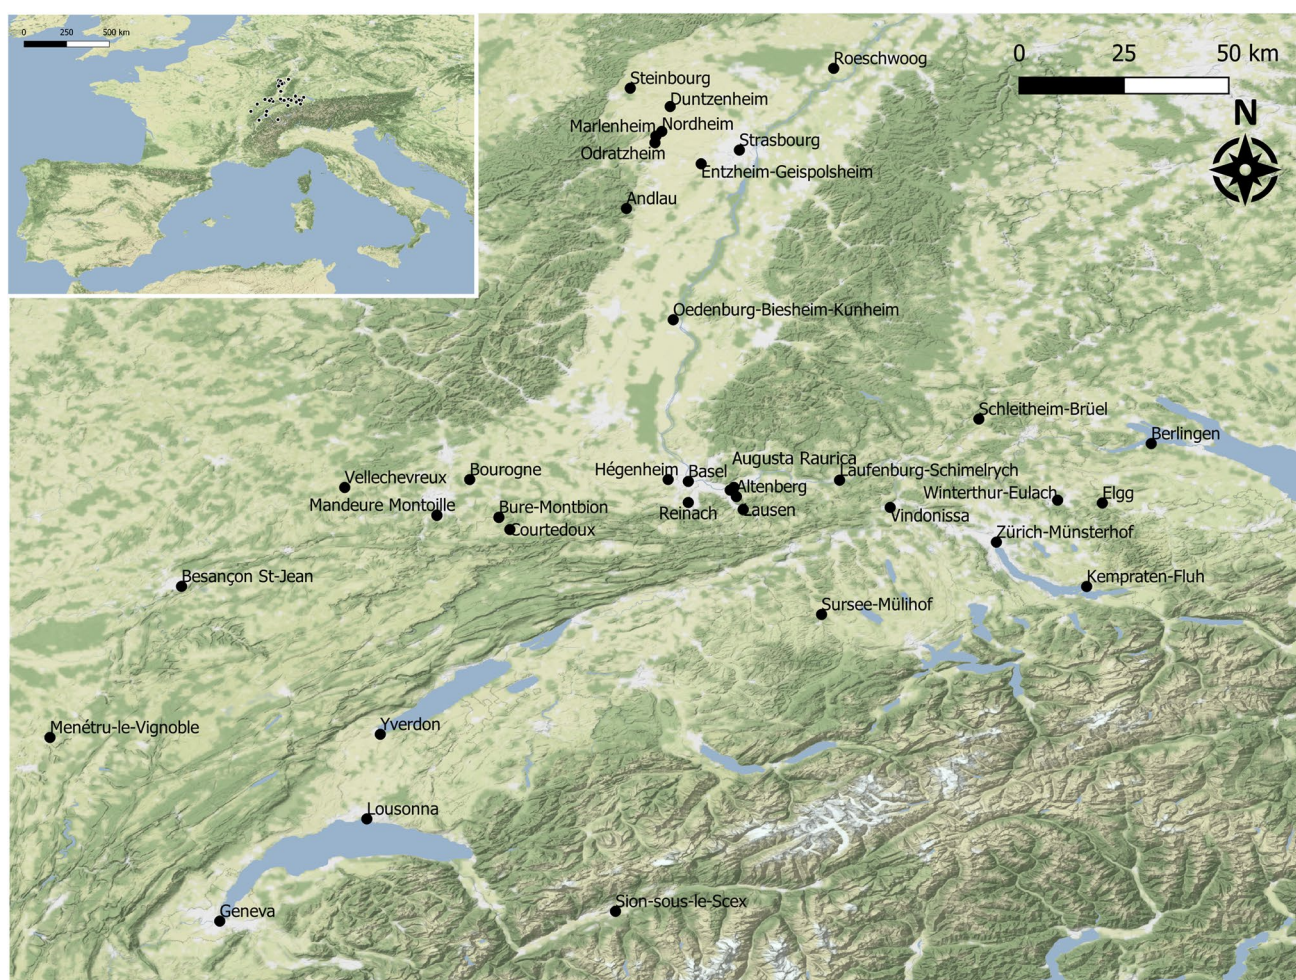 0 250 500 km
0 25 50 km
N
Roeschwoog
Steinbourg
Duntzenheim
Marlenheim
Nordheim
Odratzheim
Strasbourg
Entzheim-Geispolsheim
Andlau
Oedenburg-Biesheim-Kunheim
Schleitheim-Brüel
Berlingen
Vellechevreux
Bourogne
Hégenheim
Basel
Augusta Raurica
Laufenburg-Schimelrych
Altenberg
Mandeure Montoille
Bure-Montbion
Courtedoux
Reinach
Lausen
Vindonissa
Winterthur-Eulach
Elgg
Zürich-Münsterhof
Besançon St-Jean
Kempraten-Fluh
Sursee-Mülihof
Menétru-le-Vignoble
Yverdon
Lousonna
Geneva
Sion-sous-le-Scex